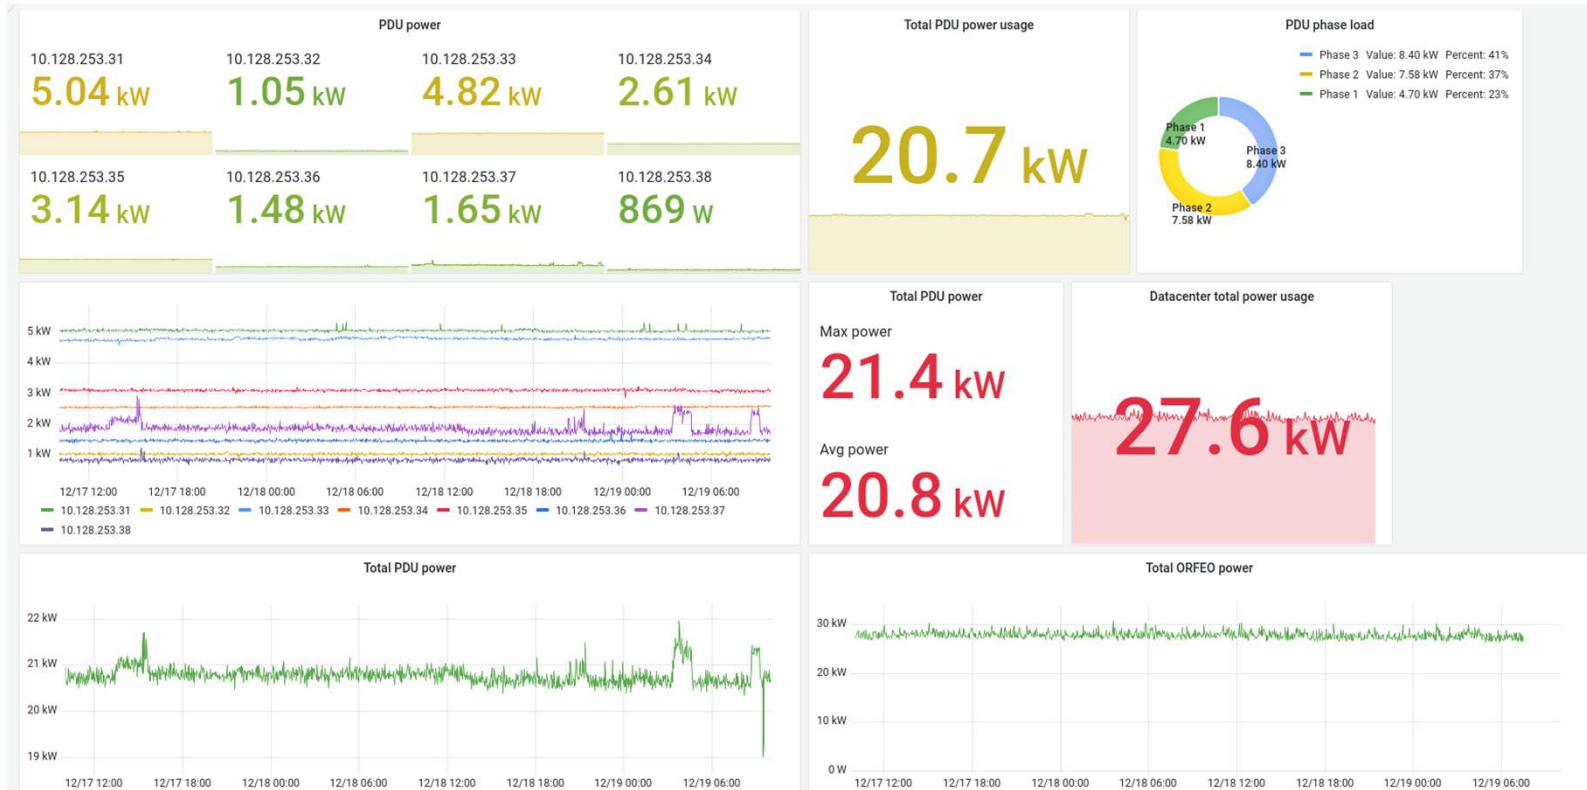 PDU power
10.128.253.31
5.04 kW
10.128.253.32
1.05 kW
10.128.253.33
4.82 kW
10.128.253.34
2.61 kW
10.128.253.35
3.14 kW
10.128.253.36
1.48 kW
10.128.253.37
1.65 kW
10.128.253.38
869 W
Total PDU power usage
20.7 kW
PDU phase load
Phase 3 Value: 8.40 kW Percent: 41%
Phase 2 Value: 7.58 kW Percent: 37%
Phase 1 Value: 4.70 kW Percent: 23%
Phase 1
4.70 kW
Phase 3
8.40 kW
Phase 2
7.58 kW
5 kW
4 kW
3 kW
2 kW
1 kW
12/17 12:00 12/17 18:00 12/18 00:00 12/18 06:00 12/18 12:00 12/18 18:00 12/19 00:00 12/19 06:00
10.128.253.31 10.128.253.32 10.128.253.33 10.128.253.34 10.128.253.35 10.128.253.36 10.128.253.37
10.128.253.38
Total PDU power
Max power
21.4 kW
Avg power
20.8 kW
Datacenter total power usage
27.6 kW
Total PDU power
22 kW
21 kW
20 kW
19 kW
12/17 12:00 12/17 18:00 12/18 00:00 12/18 06:00 12/18 12:00 12/18 18:00 12/19 00:00 12/19 06:00
Total ORFEO power
30 kW
20 kW
10 kW
0 W
12/17 12:00 12/17 18:00 12/18 00:00 12/18 06:00 12/18 12:00 12/18 18:00 12/19 00:00 12/19 06:00